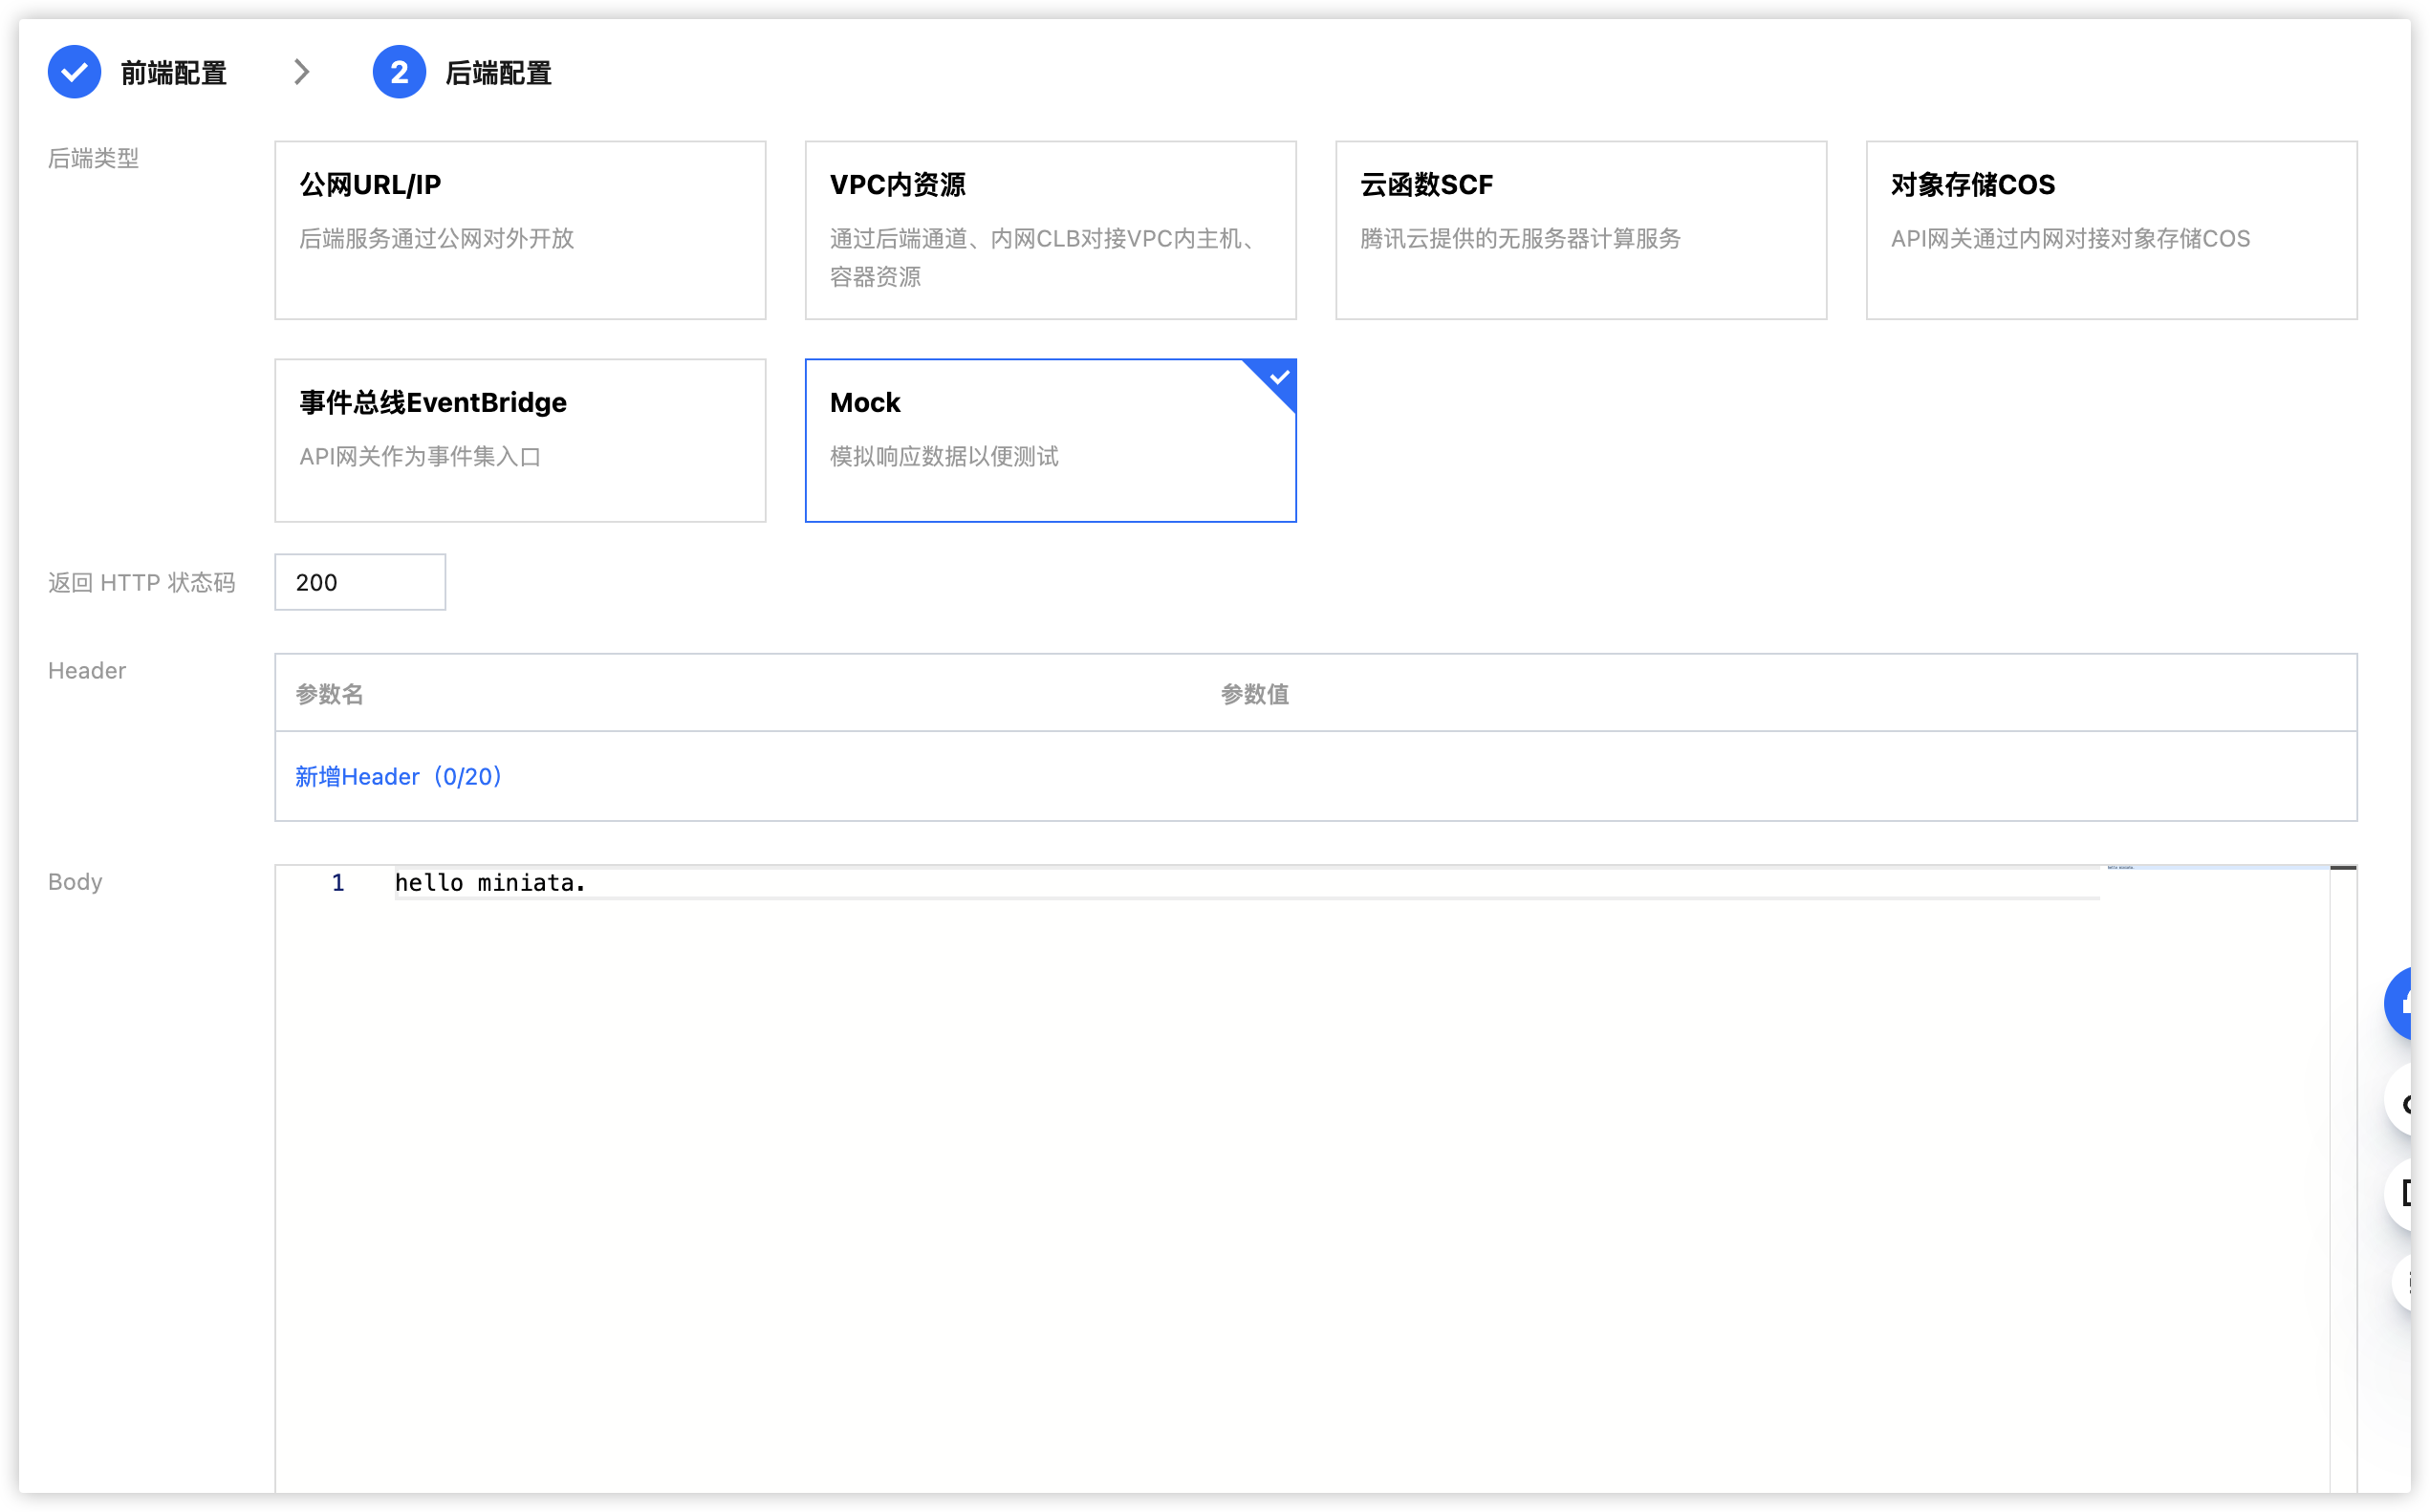 前端配置
2 后端配置
后端类型
公网URL/IP
后端服务通过公网对外开放
VPC内资源
通过后端通道、内网CLB对接VPC内主机、
容器资源
云函数SCF
腾讯云提供的无服务器计算服务
对象存储COS
API网关通过内网对接对象存储COS
事件总线EventBridge
API网关作为事件集入口
Mock
模拟响应数据以便测试
返回 HTTP 状态码
200
Header
参数名 参数值
新增Header（0/20）
Body
1 hello miniata.